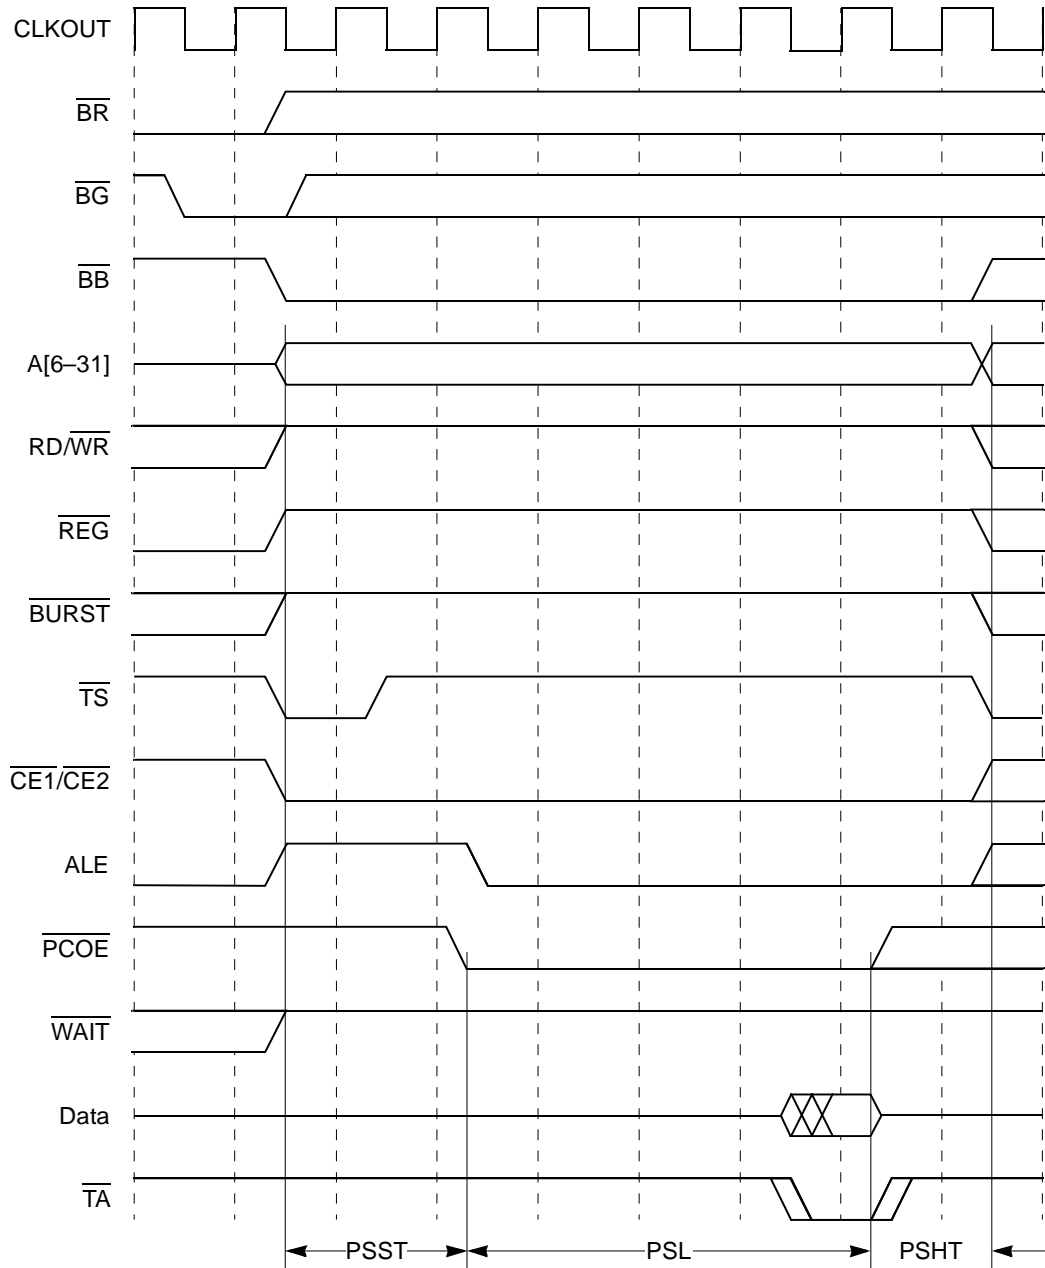 CLKOUT
BR
BG
BB
A[6–31]
RD/WR
REG
BURST
TS
CE1/CE2
ALE
PCOE
WAIT
Data
TA
PSST PSL PSHT